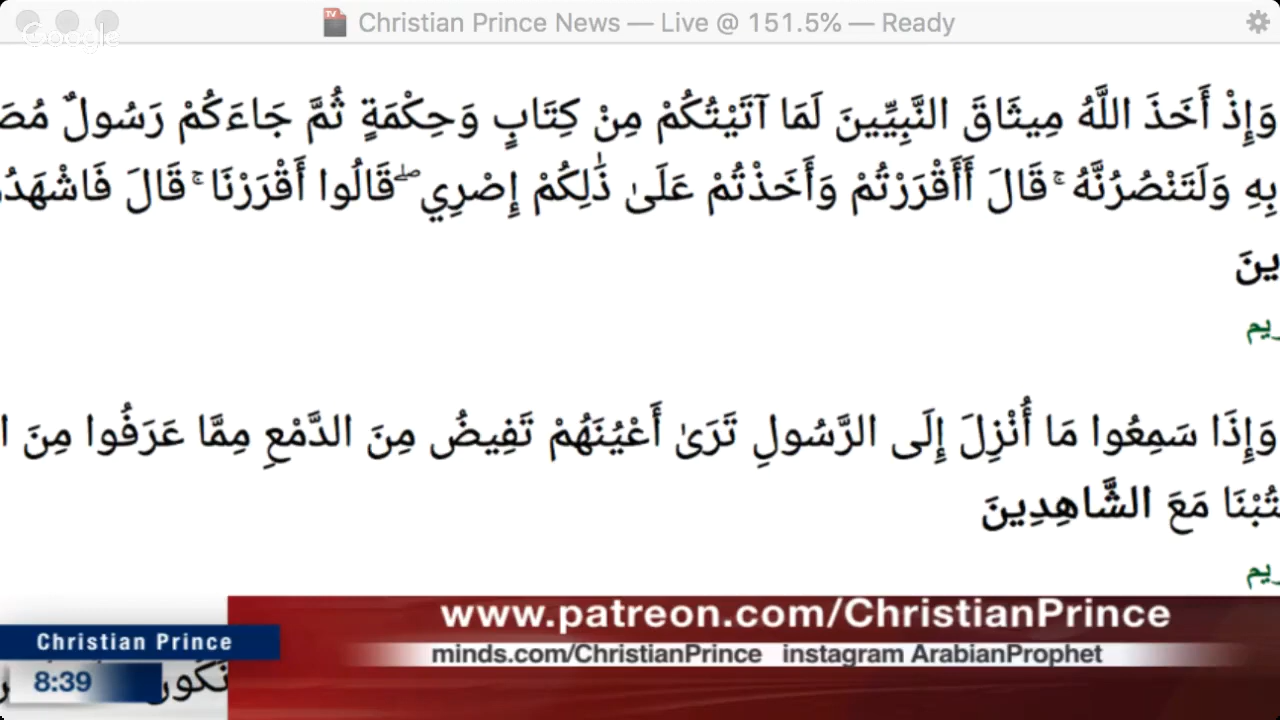 Christian Prince News — Live @ 151.5% — Ready
Google
وَإِذْ أَخَذَ اللَّهُ مِيثَاقَ النَّبِيِّينَ لَمَا آتَيْتُكُمْ مِنْ كِتَابٍ وَحِكْمَةٍ ثُمَّ جَاءَكُمْ رَسُولٌ
بِهِ وَلَتَنْصُرُنَّهُ ۚ قَالَ أَأَقْرَرْتُمْ وَأَخَذْتُمْ عَلَىٰ ذَٰلِكُمْ إِصْرِي ۖ قَالُوا أَقْرَرْنَا ۚ قَالَ
وَإِذَا سَمِعُوا مَا أُنْزِلَ إِلَى الرَّسُولِ تَرَىٰ أَعْيُنَهُمْ تَفِيضُ مِنَ الدَّمْعِ مِمَّا عَرَفُوا مِنَ
مَعَ الشَّاهِدِينَ
www.patreon.com/ChristianPrince
Christian Prince
minds.com/ChristianPrince instagram ArabianProphet
8:39